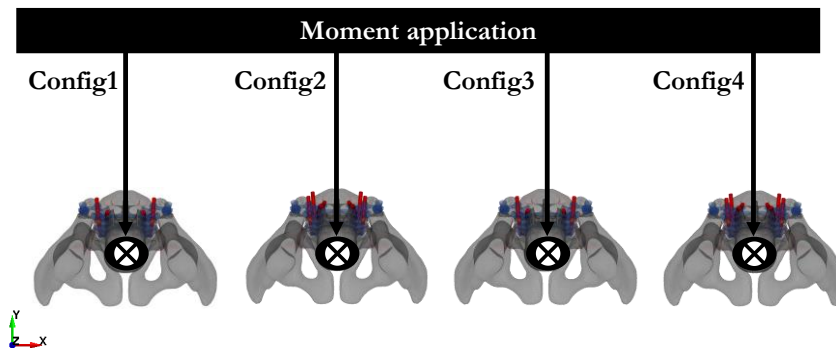 Moment application
Config1
Config2
Config3
Config4
Y
Z X